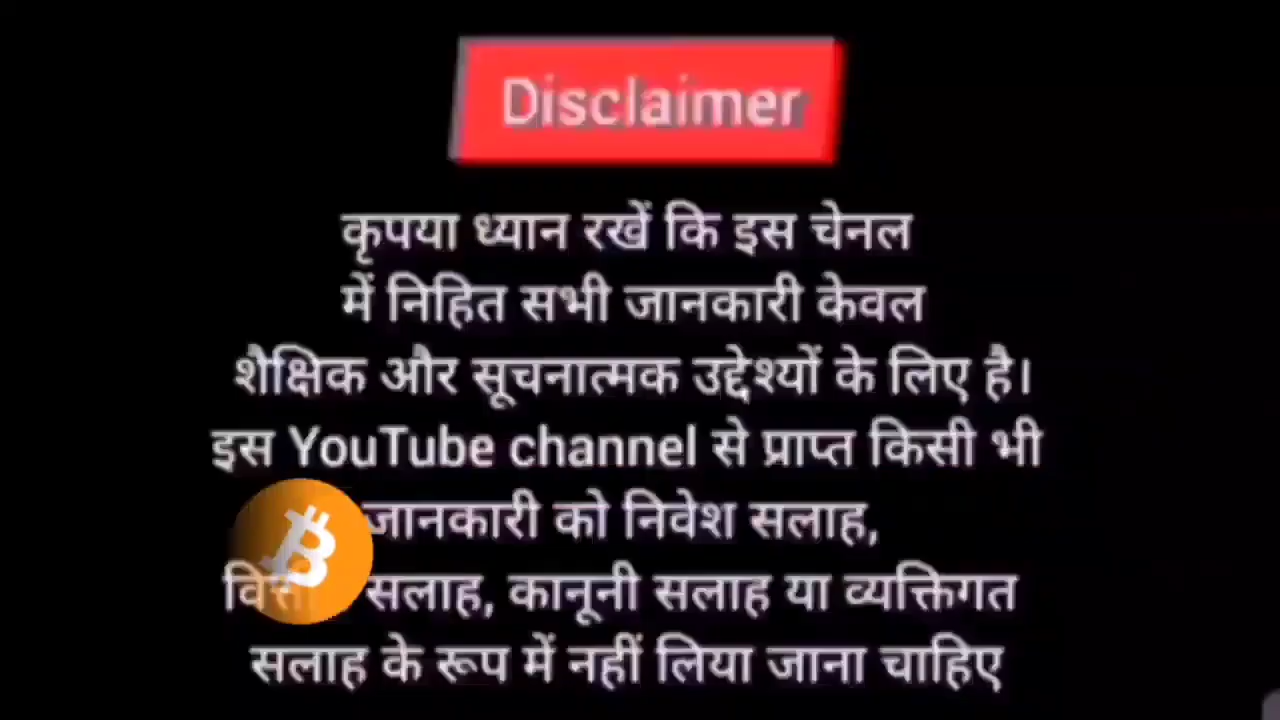 Disclaimer
कृपया ध्यान रखें कि इस चेनल
में निहित सभी जानकारी केवल
शैक्षिक और सूचनात्मक उद्देश्यों के लिए है।
इस YouTube channel से प्राप्त किसी भी
जानकारी को निवेश सलाह,
सलाह, कानूनी सलाह या व्यक्तिगत
सलाह के रूप में नहीं लिया जाना चाहिए